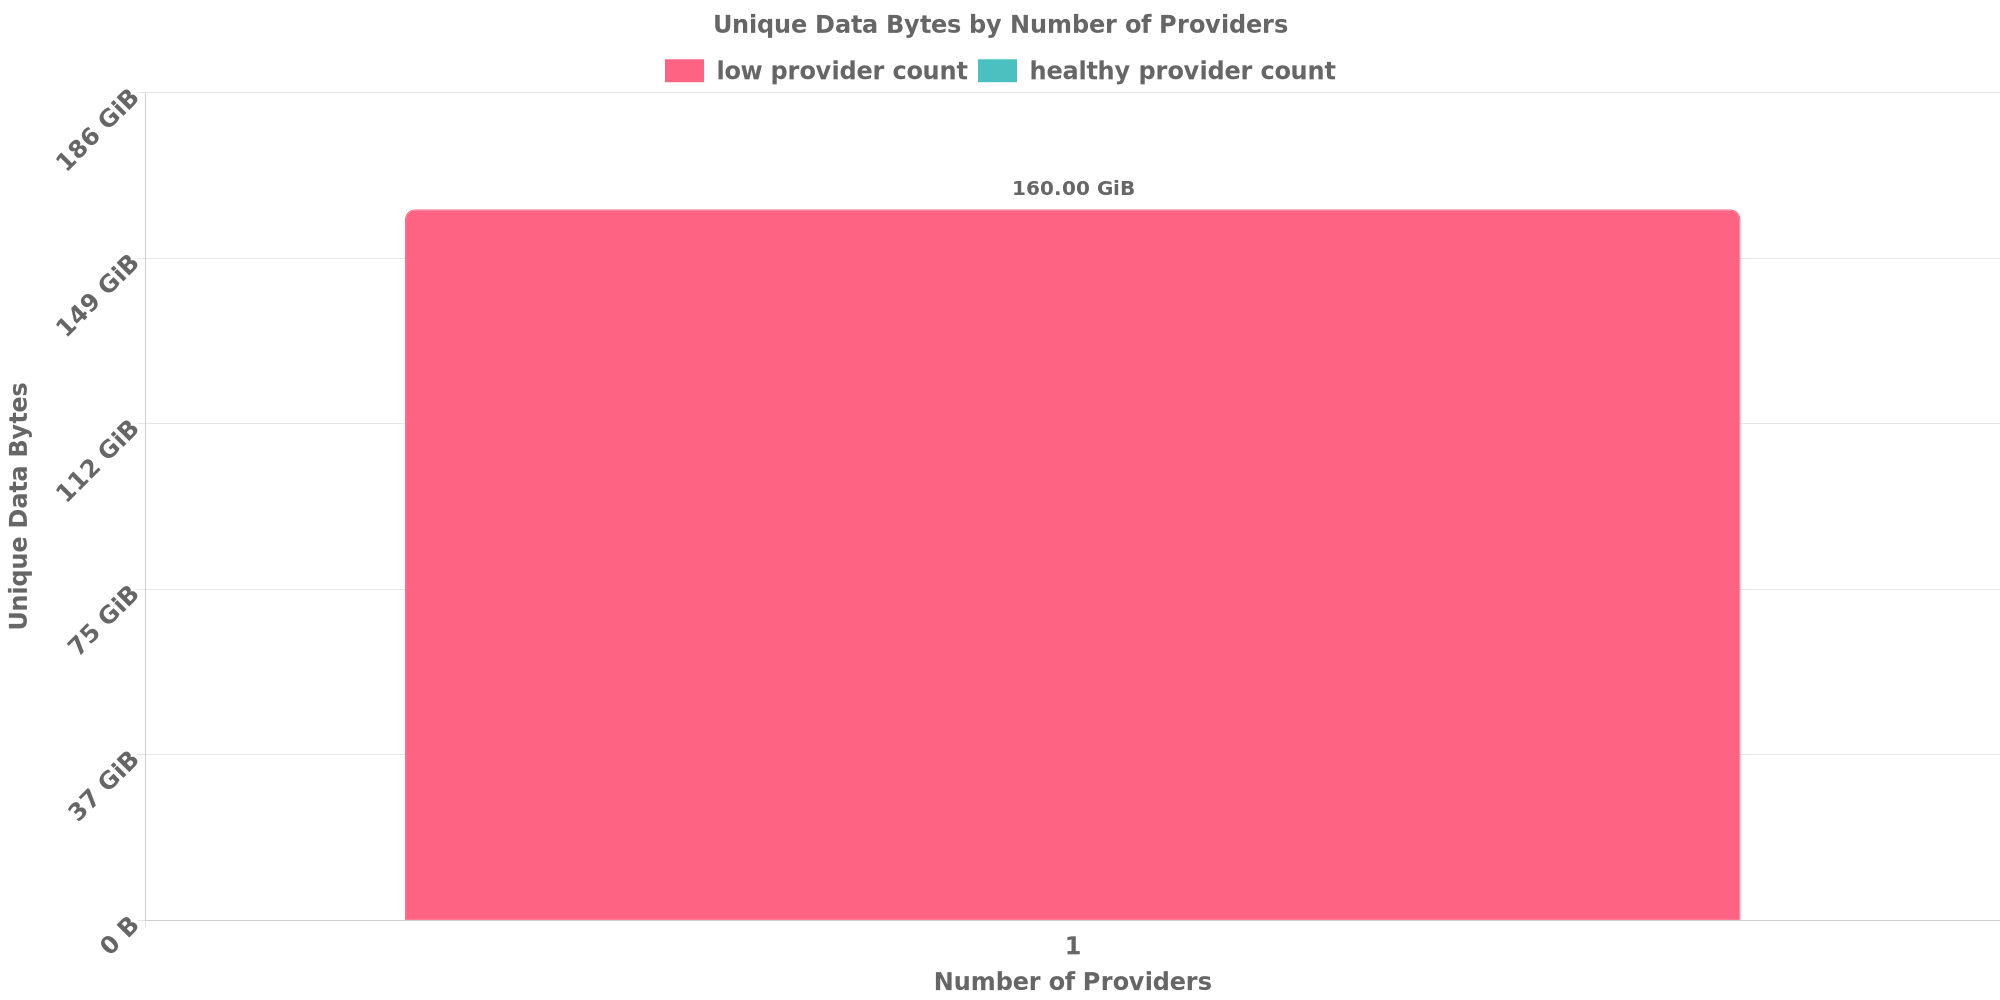 Unique Data Bytes by Number of Providers
low provider count healthy provider count
186 GiB
160.00 GiB
149 GiB
112 GiB
75 GiB
37 GiB
0 B
Unique Data Bytes
1
Number of Providers